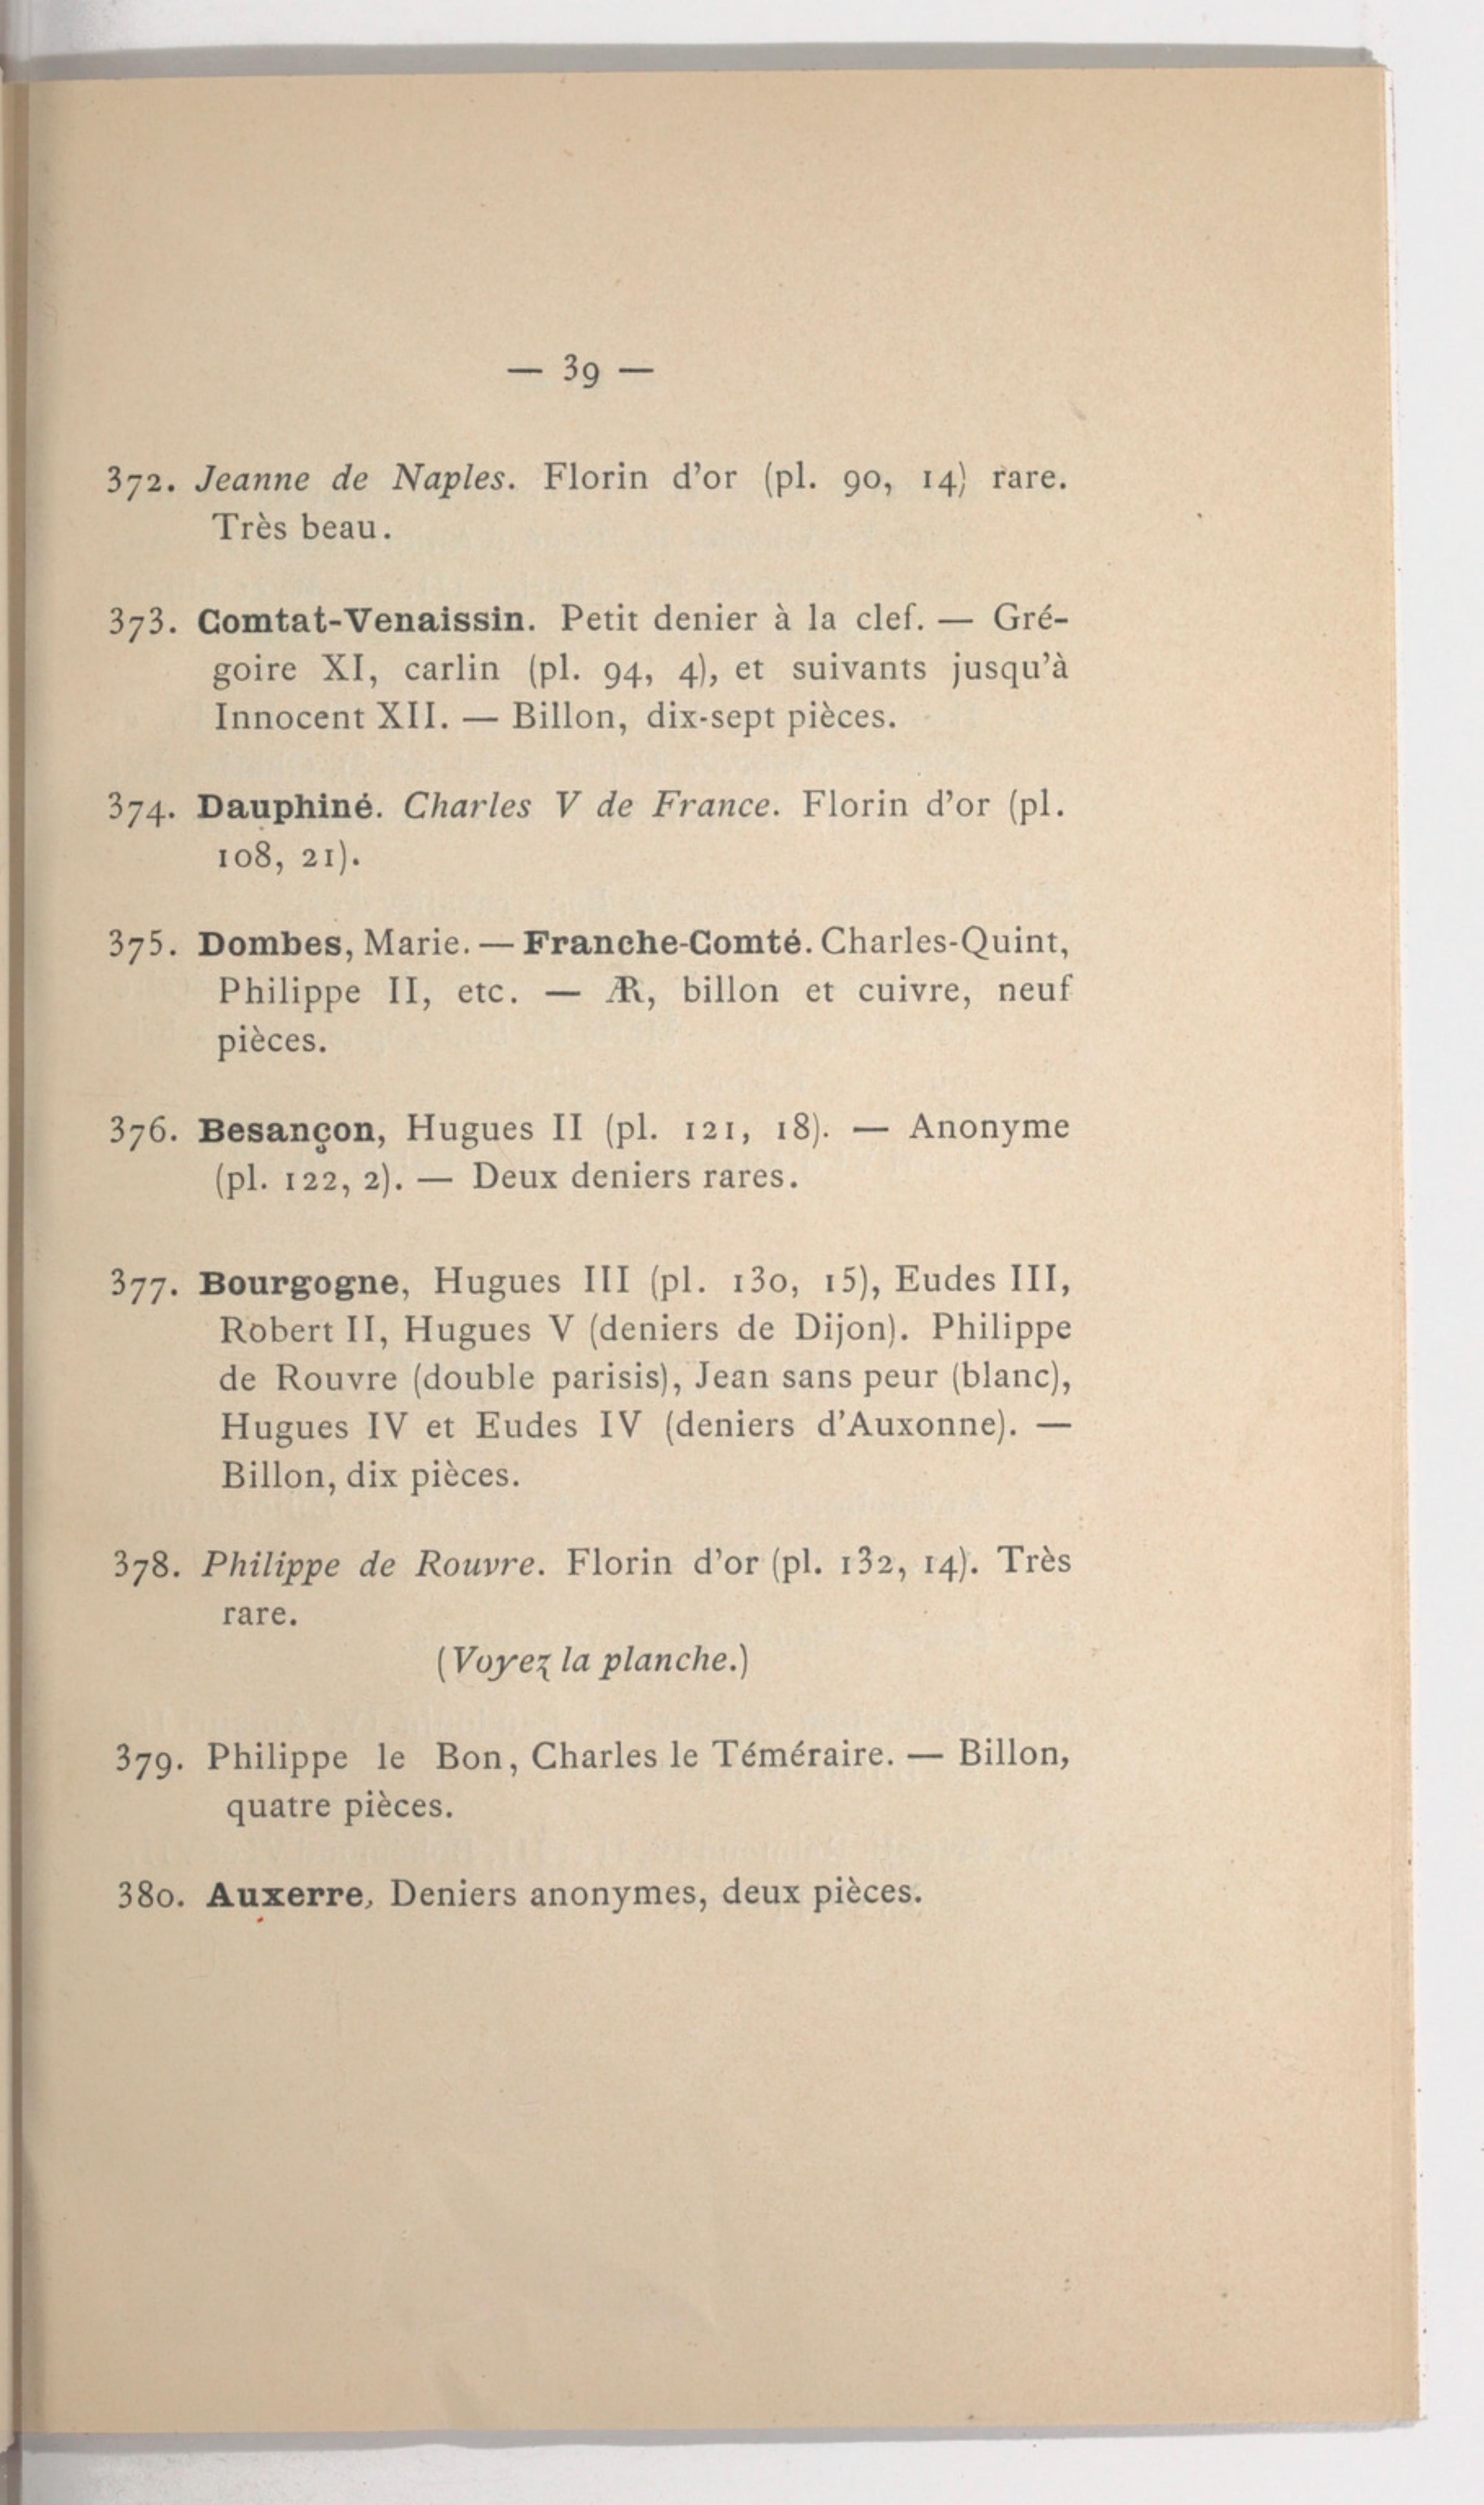 — 39 —
372. Jeanne de Naples. Florin d'or (pl. 90, 14) rare.
Très beau.
373. Comtat-Venaissin. Petit denier à la clef. — Gré-
goire XI, carlin (pl. 94, 4), et suivants jusqu'à
Innocent XII. — Billon, dix-sept pièces.
374. Dauphiné. Charles V de France. Florin d'or (pl.
108, 21).
375. Dombes, Marie. — Franche-Comté. Charles-Quint,
Philippe II, etc. — ÆR, billon et cuivre, neuf
pièces.
376. Besançon, Hugues II (pl. 121, 18). — Anonyme
(pl. 122, 2). — Deux deniers rares.
377. Bourgogne, Hugues III (pl. 130, 15), Eudes III,
Robert II, Hugues V (deniers de Dijon). Philippe
de Rouvre (double parisis), Jean sans peur (blanc),
Hugues IV et Eudes IV (deniers d'Auxonne). —
Billon, dix pièces.
378. Philippe de Rouvre. Florin d'or (pl. 132, 14). Très
rare.
(Voyez la planche.)
379. Philippe le Bon, Charles le Téméraire. — Billon,
quatre pièces.
380. Auxerre, Deniers anonymes, deux pièces.